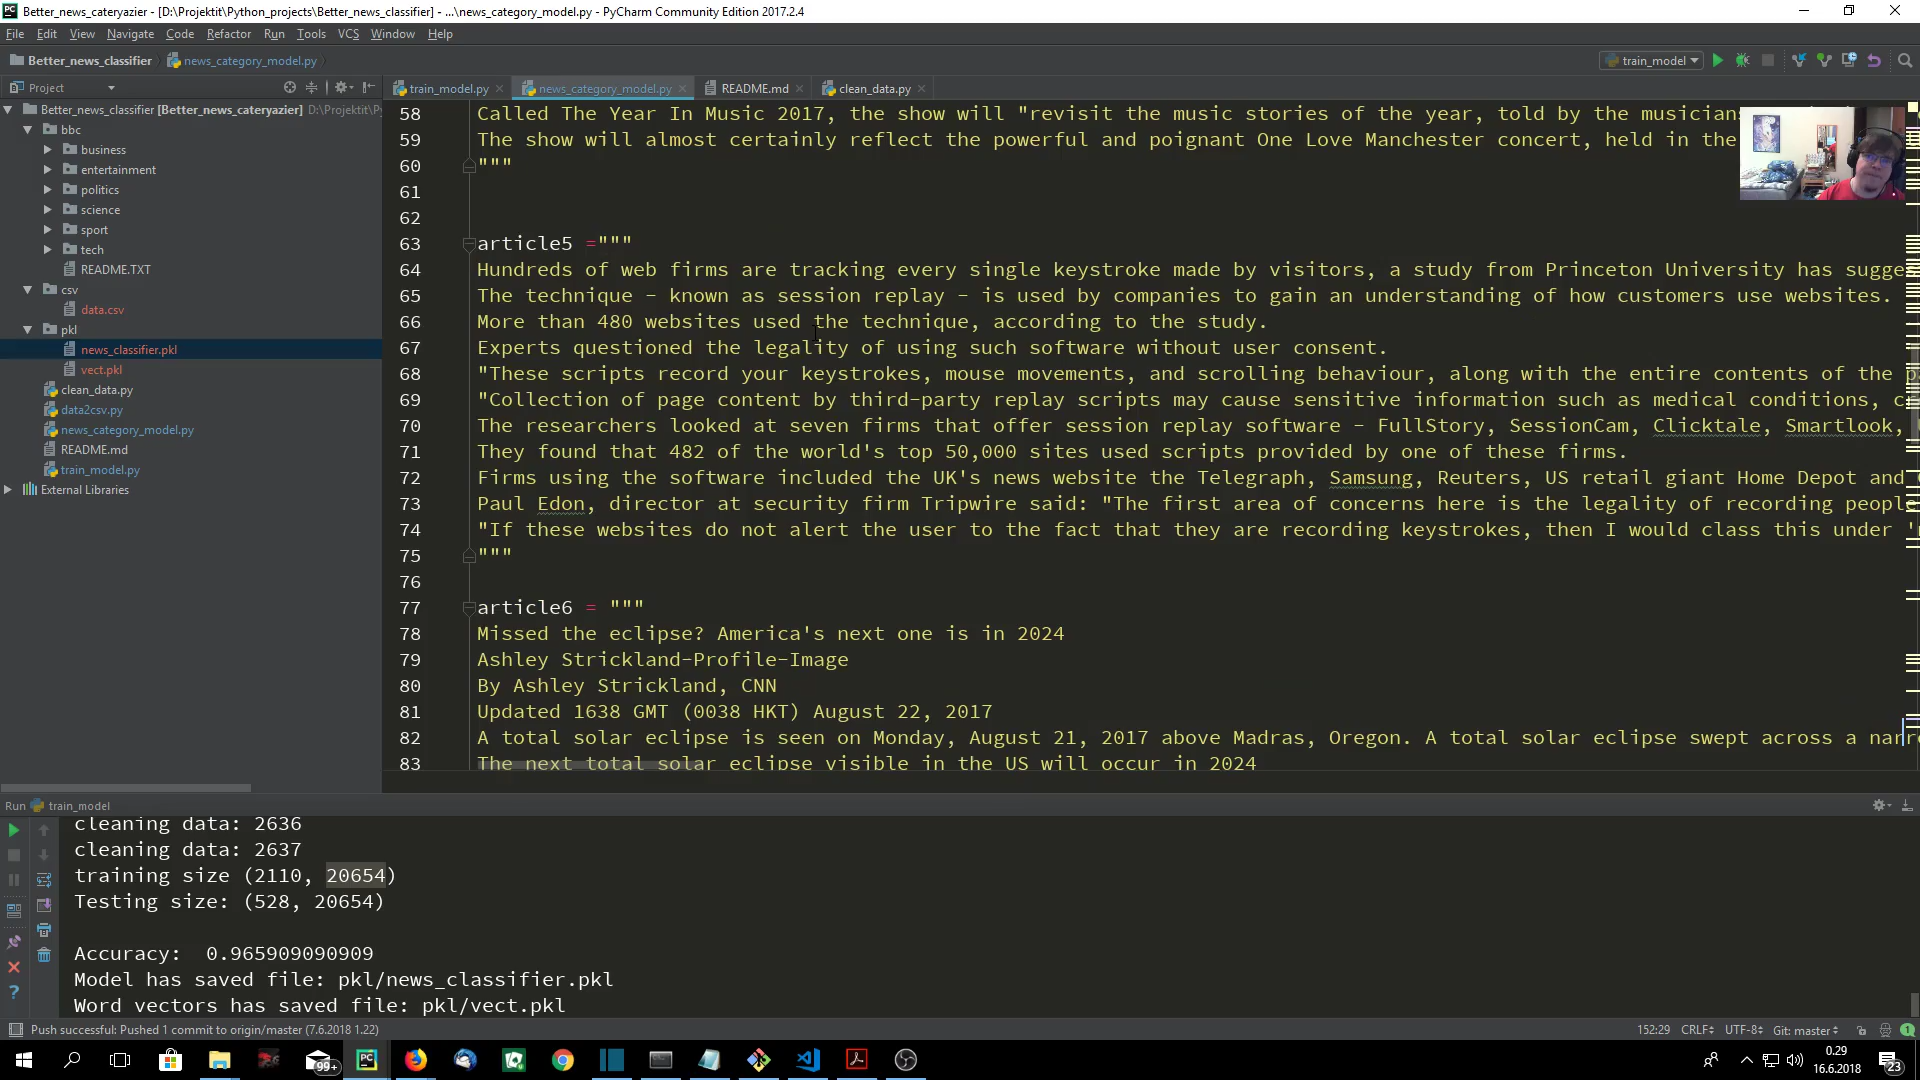 Better_news_cateryazier - [D:\Projektit\Python_projects\Better_news_classifier] - ...\news_category_model.py - PyCharm Community Edition 2017.2.4
File Edit View Navigate Code Refactor Run Tools VCS Window Help
Better_news_classifier news_category_model.py
train_model
Project
train_model.py news_category_model.py README.md clean_data.py
Better_news_classifier [Better_news_cateryazier] D:\Projektit\Py
bbc
business
entertainment
politics
science
sport
tech
README.TXT
csv
data.csv
pkl
news_classifier.pkl
vect.pkl
clean_data.py
data2csv.py
news_category_model.py
README.md
train_model.py
External Libraries
58 Called The Year In Music 2017, the show will "revisit the music stories of the year, told by the musicians
59 The show will almost certainly reflect the powerful and poignant One Love Manchester concert, held in the
60 """
61
62
63 article5 ="""
64 Hundreds of web firms are tracking every single keystroke made by visitors, a study from Princeton University has sugges
65 The technique - known as session replay - is used by companies to gain an understanding of how customers use websites.
66 More than 480 websites used the technique, according to the study.
67 Experts questioned the legality of using such software without user consent.
68 "These scripts record your keystrokes, mouse movements, and scrolling behaviour, along with the entire contents of the p
69 "Collection of page content by third-party replay scripts may cause sensitive information such as medical conditions, c
70 The researchers looked at seven firms that offer session replay software - FullStory, SessionCam, Clicktale, Smartlook,
71 They found that 482 of the world's top 50,000 sites used scripts provided by one of these firms.
72 Firms using the software included the UK's news website the Telegraph, Samsung, Reuters, US retail giant Home Depot and
73 Paul Edon, director at security firm Tripwire said: "The first area of concerns here is the legality of recording people
74 "If these websites do not alert the user to the fact that they are recording keystrokes, then I would class this under '
75 """
76
77 article6 = """
78 Missed the eclipse? America's next one is in 2024
79 Ashley Strickland-Profile-Image
80 By Ashley Strickland, CNN
81 Updated 1638 GMT (0038 HKT) August 22, 2017
82 A total solar eclipse is seen on Monday, August 21, 2017 above Madras, Oregon. A total solar eclipse swept across a narr
83 The next total solar eclipse visible in the US will occur in 2024
Run train_model
cleaning data: 2636
cleaning data: 2637
training size (2110, 20654)
Testing size: (528, 20654)
Accuracy: 0.965909090909
Model has saved file: pkl/news_classifier.pkl
Word vectors has saved file: pkl/vect.pkl
Push successful: Pushed 1 commit to origin/master (7.6.2018 1.22)
152:29 CRLF UTF-8 Git: master 1
99+
0.29
16.6.2018
23